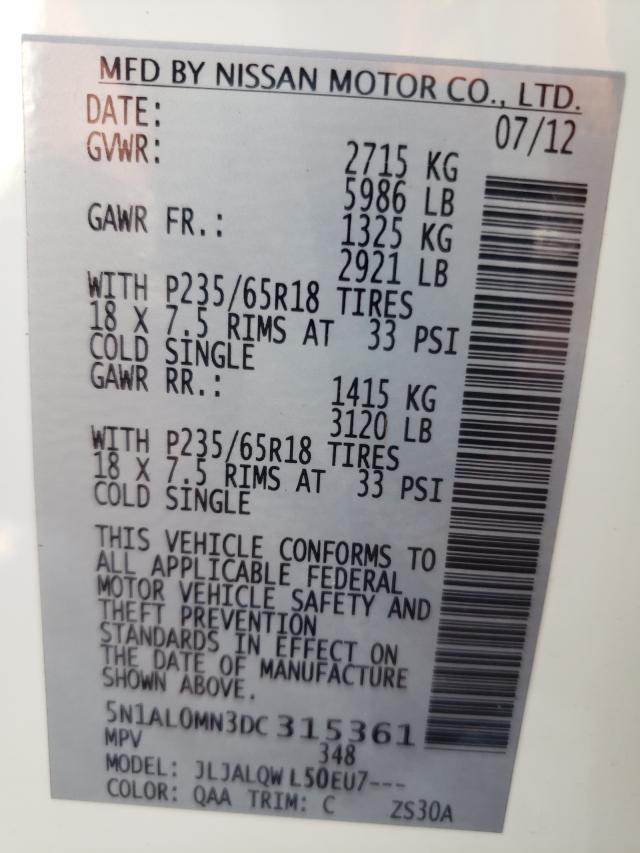 MFD BY NISSAN MOTOR CO., LTD.
DATE: 07/12
GVWR: 2715 KG
5986 LB
GAWR FR.: 1325 KG
2921 LB
WITH P235/65R18 TIRES
18 X 7.5 RIMS AT 33 PSI
COLD SINGLE
GAWR RR.: 1415 KG
3120 LB
WITH P235/65R18 TIRES
18 X 7.5 RIMS AT 33 PSI
COLD SINGLE
THIS VEHICLE CONFORMS TO
ALL APPLICABLE FEDERAL
MOTOR VEHICLE SAFETY AND
THEFT PREVENTION
STANDARDS IN EFFECT ON
THE DATE OF MANUFACTURE
SHOWN ABOVE.
5N1AL0MN3DC315361
MPV 348
MODEL: JLJALQW L50EU7---
COLOR: QAA TRIM: C ZS30A